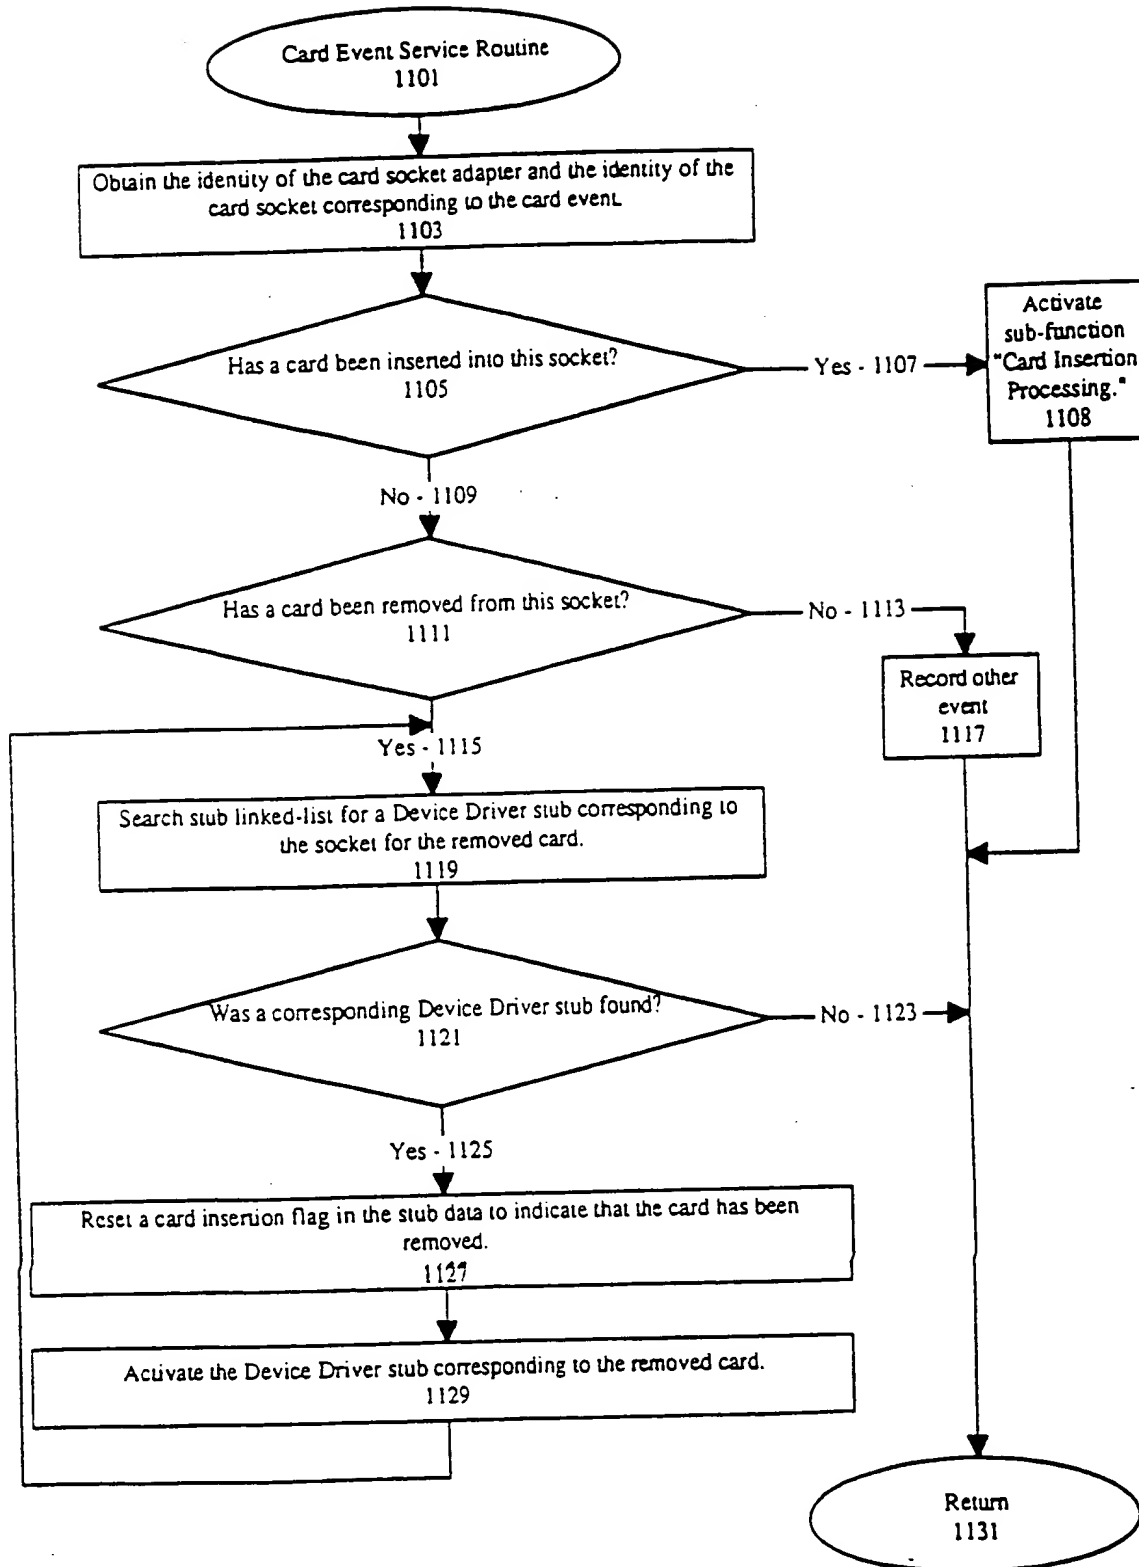 Card Event Service Routine
1101
Obtain the identity of the card socket adapter and the identity of the
card socket corresponding to the card event.
1103
Has a card been inserted into this socket?
1105
Yes - 1107
Activate
sub-function
"Card Insertion
Processing."
1108
No - 1109
Has a card been removed from this socket?
1111
No - 1113
Record other
event
1117
Yes - 1115
Search stub linked-list for a Device Driver stub corresponding to
the socket for the removed card.
1119
Was a corresponding Device Driver stub found?
1121
No - 1123
Yes - 1125
Reset a card insertion flag in the stub data to indicate that the card has been
removed.
1127
Activate the Device Driver stub corresponding to the removed card.
1129
Return
1131